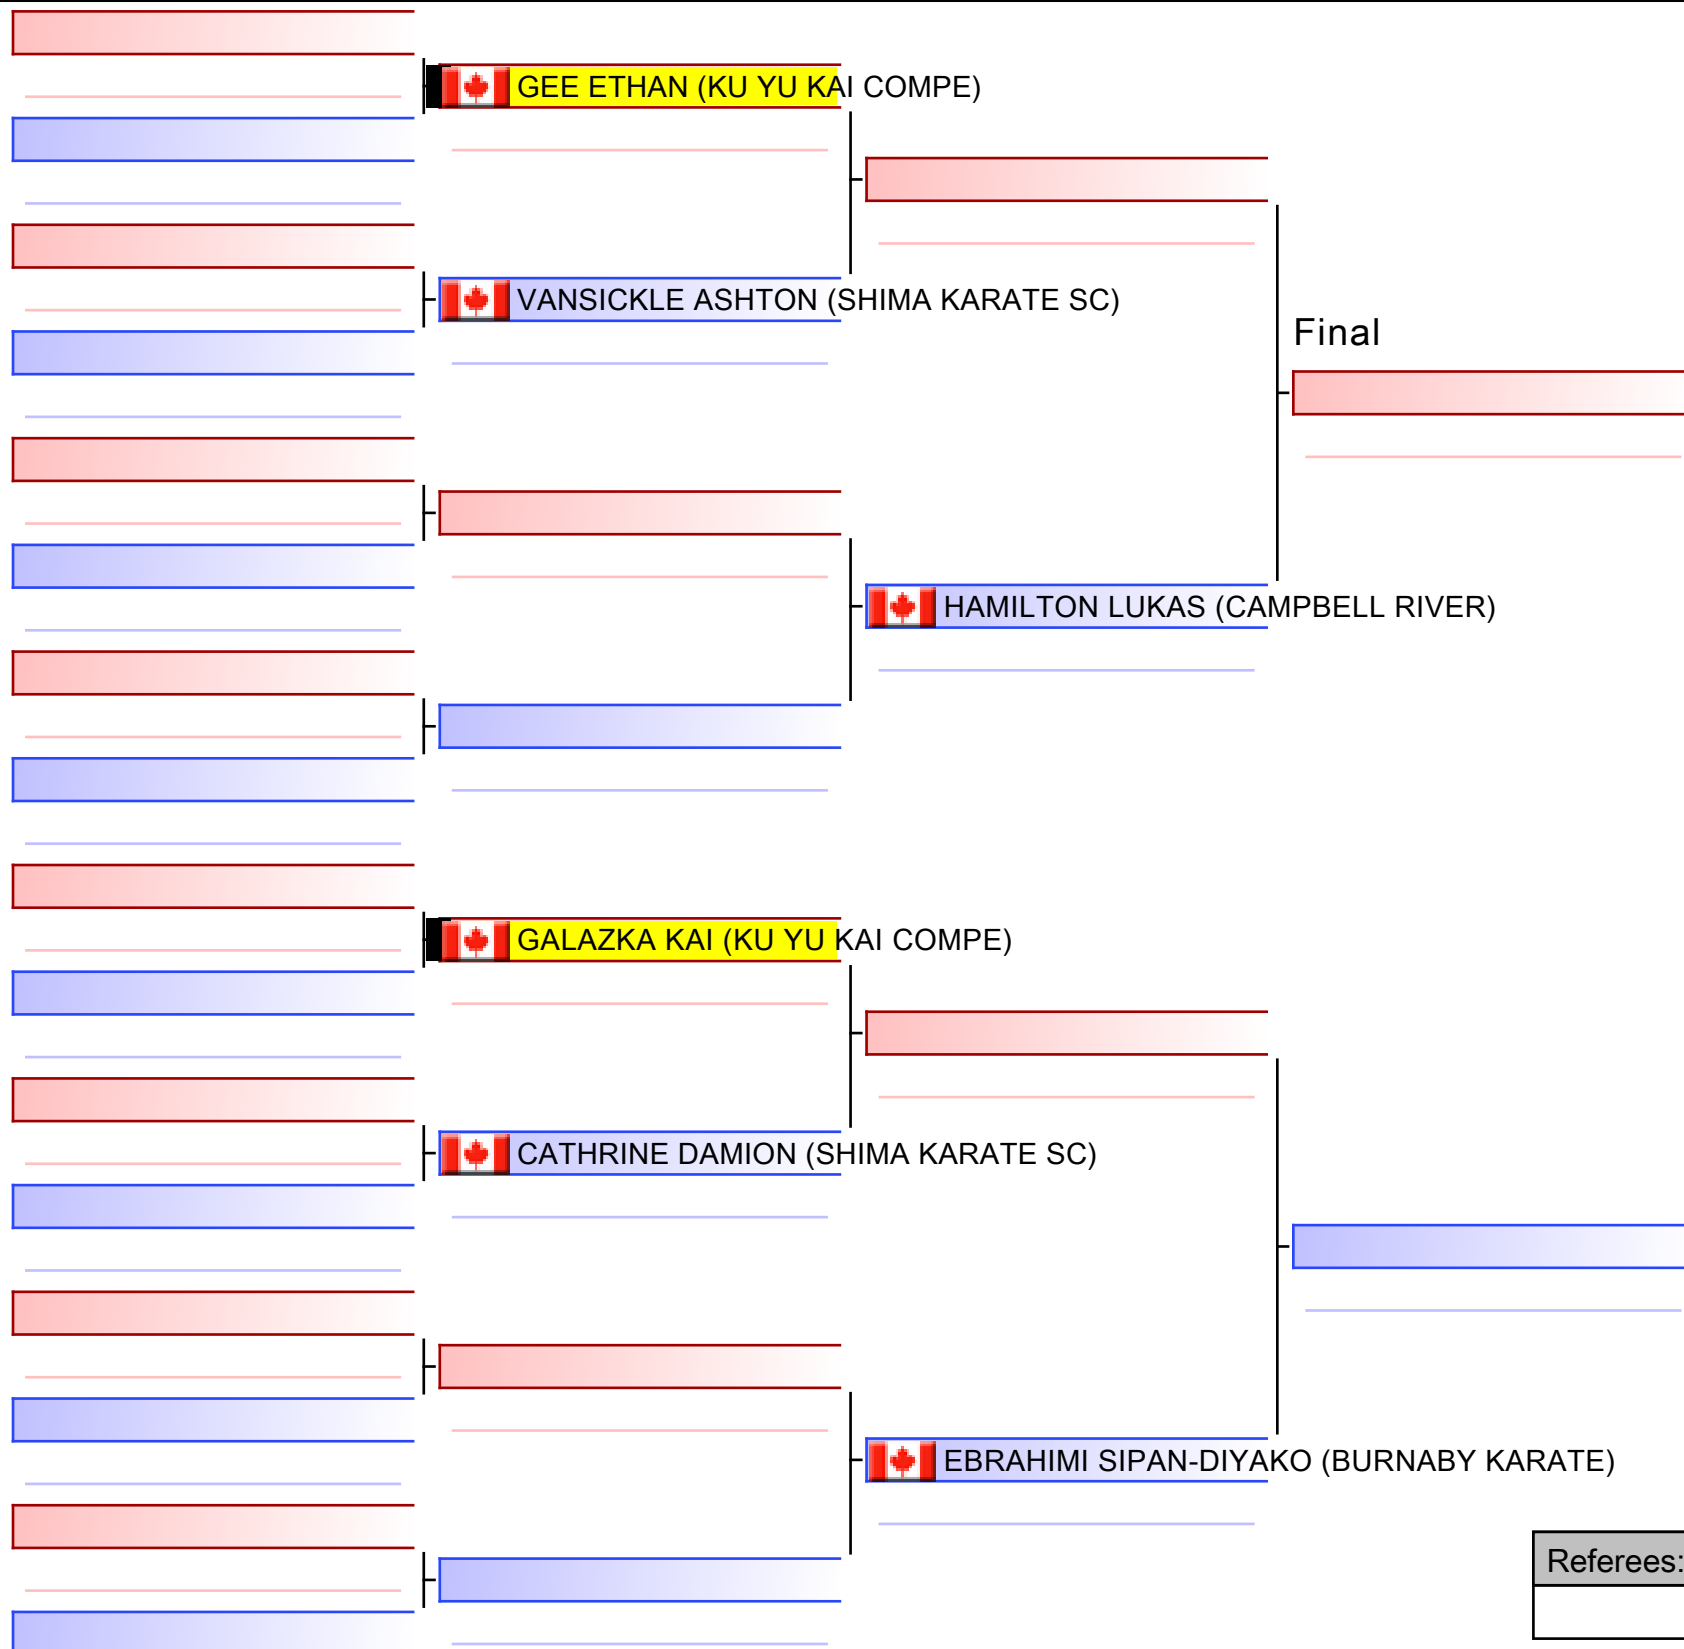 GEE ETHAN (KU YU KAI COMPE)
VANSICKLE ASHTON (SHIMA KARATE SC)
Final
HAMILTON LUKAS (CAMPBELL RIVER)
GALAZKA KAI (KU YU KAI COMPE)
CATHRINE DAMION (SHIMA KARATE SC)
EBRAHIMI SIPAN-DIYAKO (BURNABY KARATE)
Referees: